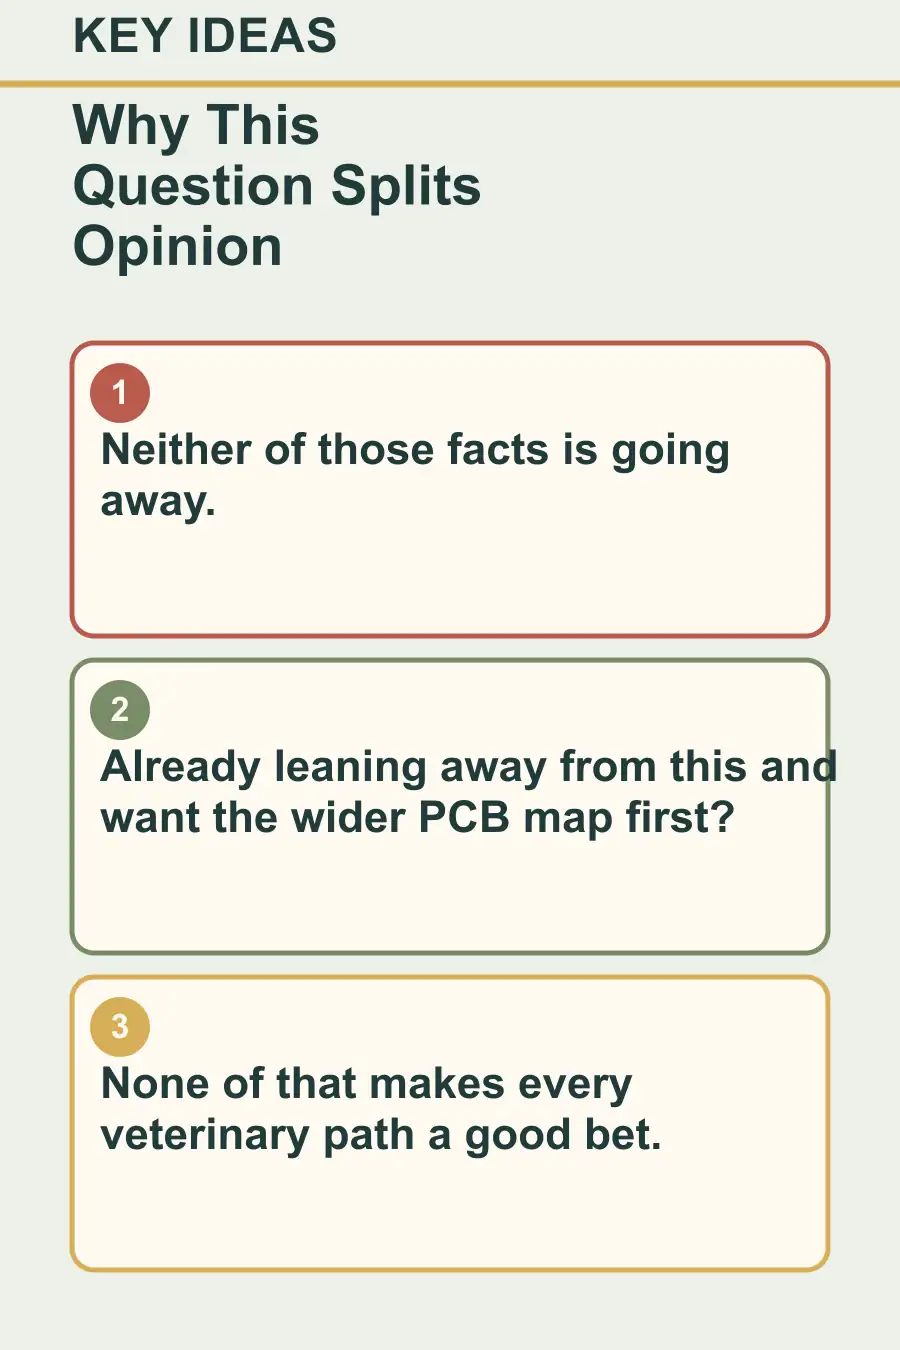 KEY IDEAS
Why This
Question Splits
Opinion
1
Neither of those facts is going
away.
2
Already leaning away from this and
want the wider PCB map first?
3
None of that makes every
veterinary path a good bet.